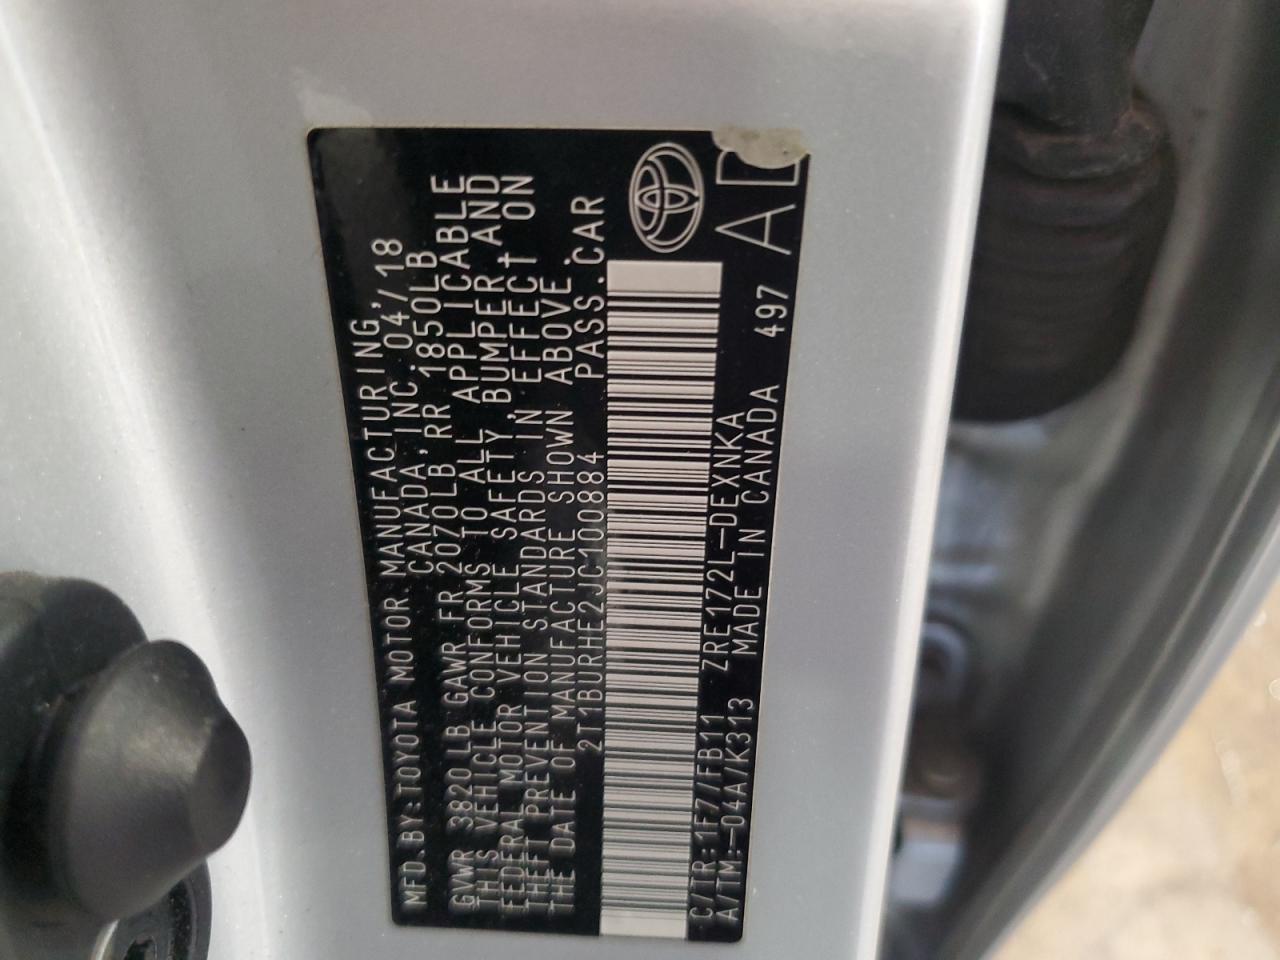 MFD. BY: TOYOTA MOTOR MANUFACTURING,
CANADA, INC. 04/18
GVWR 3820LB GAWR FR 2070LB, RR 1850LB
THIS VEHICLE CONFORMS TO ALL APPLICABLE
FEDERAL MOTOR VEHICLE SAFETY, BUMPER, AND
THEFT PREVENTION STANDARDS IN EFFECT ON
THE DATE OF MANUFACTURE SHOWN ABOVE.
2T1BURHE2JC100884 PASS. CAR
C/TR: 1F7/FB11 ZRE172L-DEXNKA 497
A/TM: -04A/K313 MADE IN CANADA